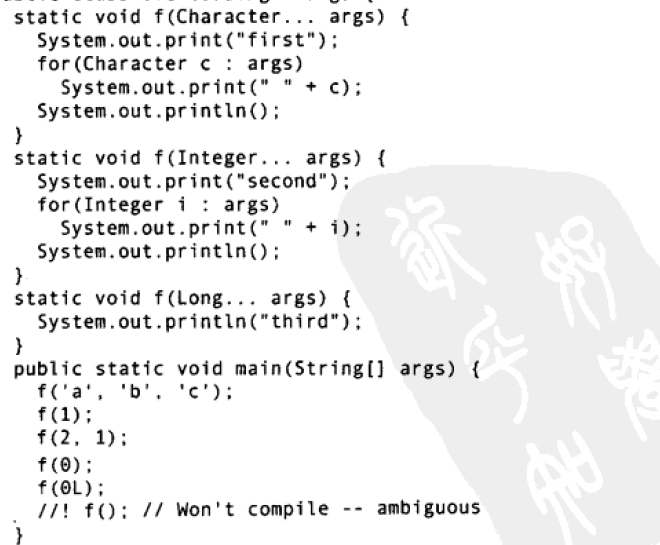 static void f(Character... args) {
System.out.print("first");
for(Character c : args)
System.out.print(" " + c);
System.out.println();
}
static void f(Integer... args) {
System.out.print("second");
for(Integer i : args)
System.out.print(" " + i);
System.out.println();
}
static void f(Long... args) {
System.out.println("third");
}
public static void main(String[] args) {
f('a', 'b', 'c');
f(1);
f(2, 1);
f(0);
f(0L);
//! f(); // Won't compile -- ambiguous
}